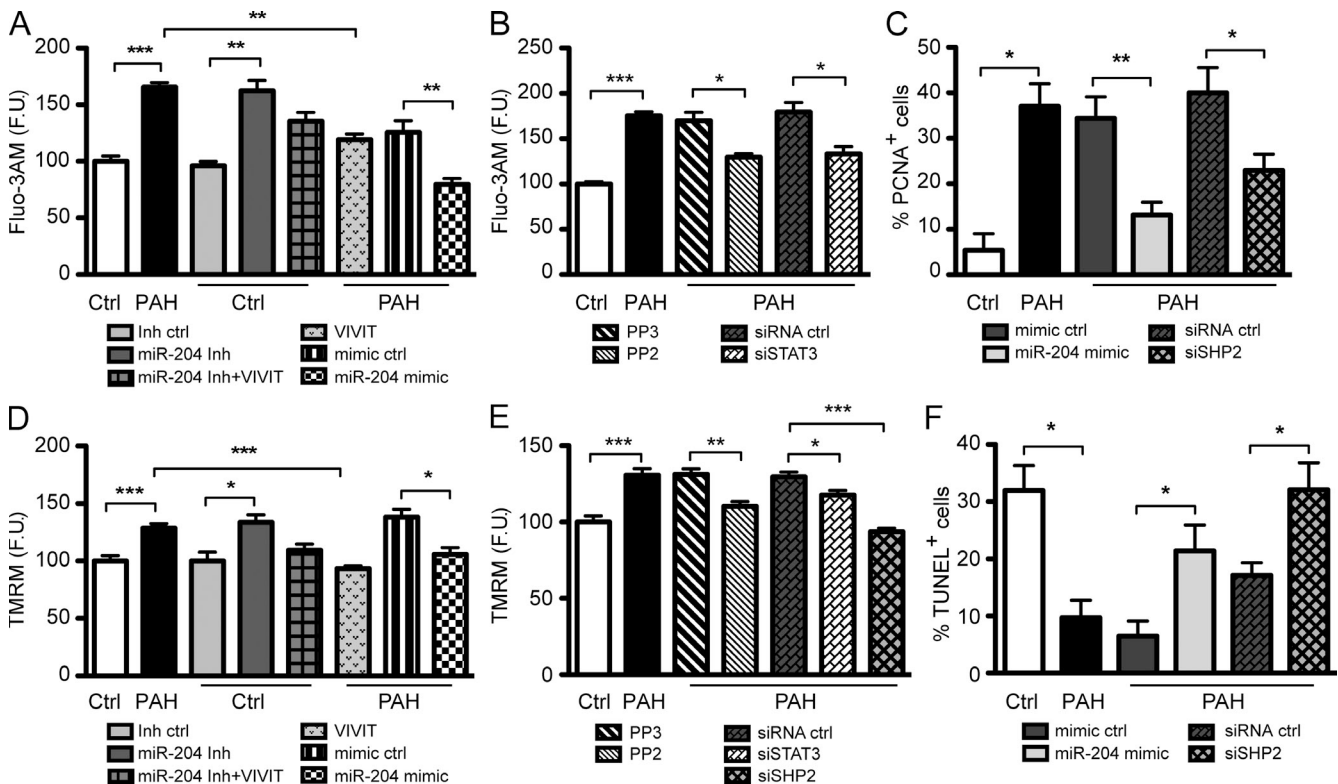 A
Fluo-3AM (F.U.)
200
150
100
50
0
***
**
**
**
Ctrl PAH Ctrl PAH
Inh ctrl VIVIT
miR-204 Inh mimic ctrl
miR-204 Inh+VIVIT miR-204 mimic
B
Fluo-3AM (F.U.)
250
200
150
100
50
0
***
*
*
Ctrl PAH PAH
PP3 siRNA ctrl
PP2 siSTAT3
C
% PCNA+ cells
50
40
30
20
10
0
*
**
*
Ctrl PAH PAH
mimic ctrl siRNA ctrl
miR-204 mimic siSHP2
D
TMRM (F.U.)
200
150
100
50
0
***
***
*
*
Ctrl PAH Ctrl PAH
Inh ctrl VIVIT
miR-204 Inh mimic ctrl
miR-204 Inh+VIVIT miR-204 mimic
E
TMRM (F.U.)
150
100
50
0
***
**
***
*
Ctrl PAH PAH
PP3 siRNA ctrl
PP2 siSTAT3
siSHP2
F
% TUNEL+ cells
40
30
20
10
0
*
*
*
Ctrl PAH PAH
mimic ctrl siRNA ctrl
miR-204 mimic siSHP2